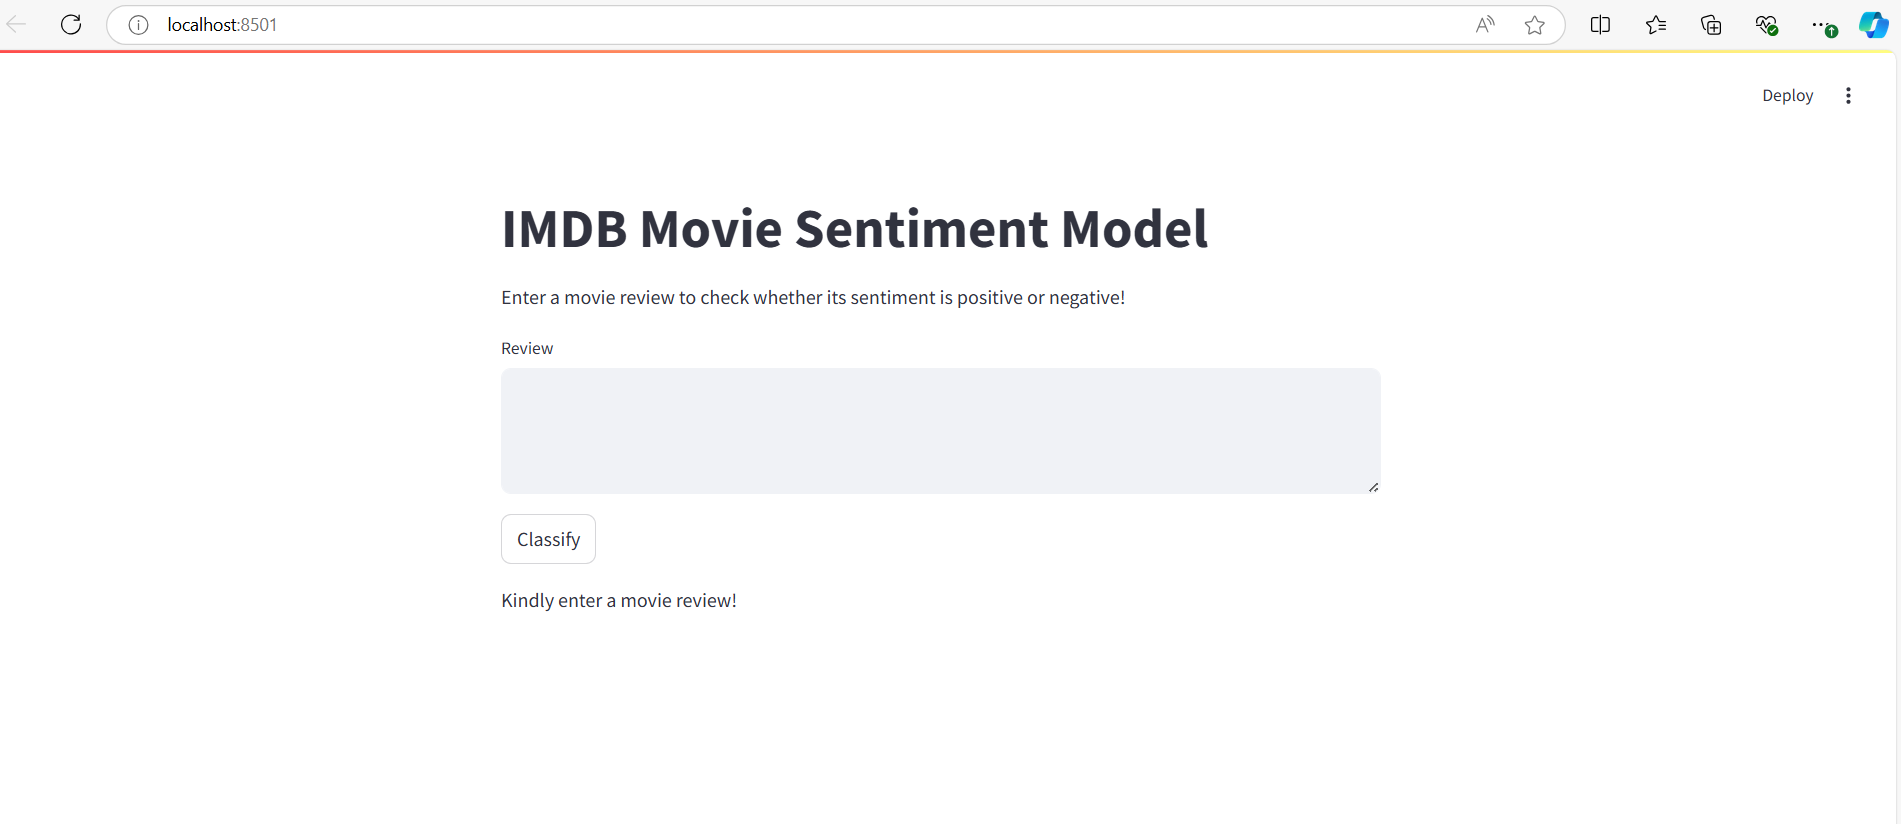 localhost:8501
Deploy
IMDB Movie Sentiment Model
Enter a movie review to check whether its sentiment is positive or negative!
Review
Classify
Kindly enter a movie review!